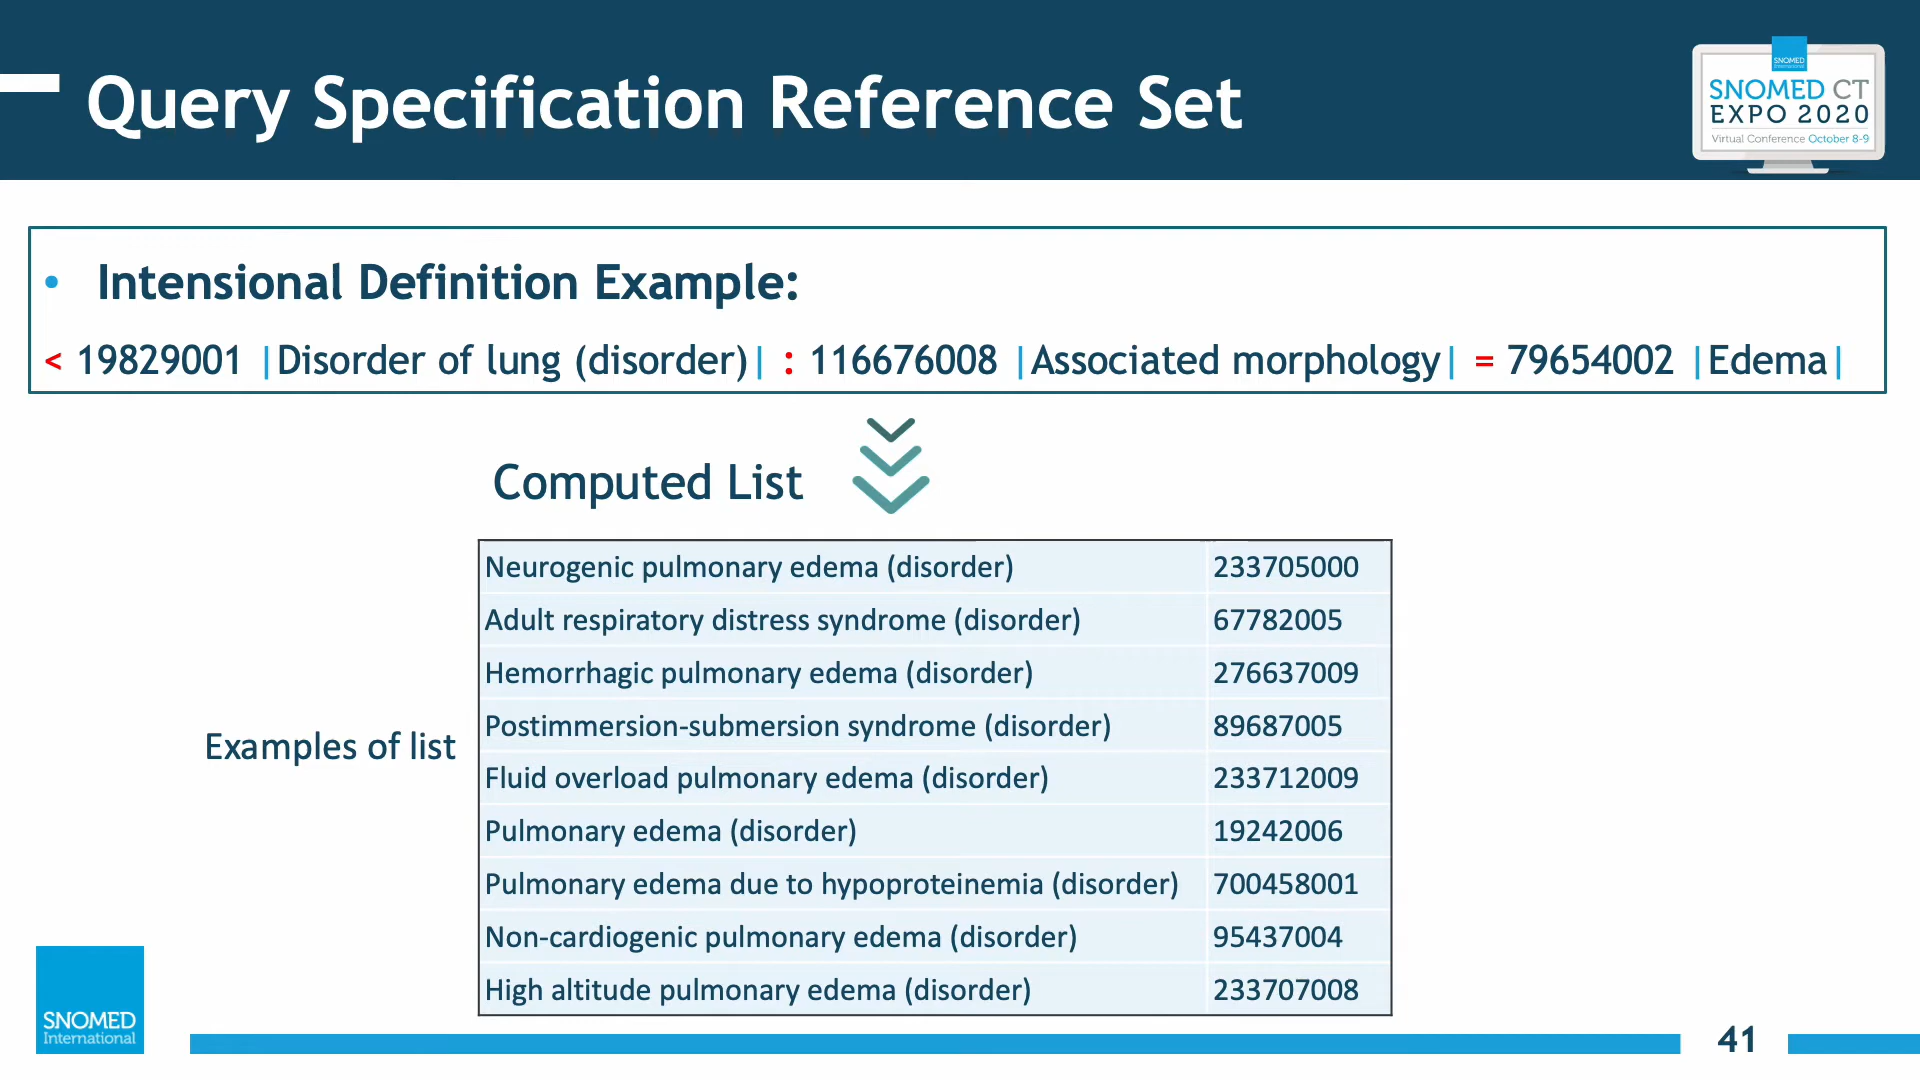 Query Specification Reference Set
SNOMED
International
SNOMED CT
EXPO 2020
Virtual Conference October 8-9
• Intensional Definition Example:
< 19829001 |Disorder of lung (disorder)| : 116676008 |Associated morphology| = 79654002 |Edema|
Computed List
Examples of list
Neurogenic pulmonary edema (disorder) 233705000
Adult respiratory distress syndrome (disorder) 67782005
Hemorrhagic pulmonary edema (disorder) 276637009
Postimmersion-submersion syndrome (disorder) 89687005
Fluid overload pulmonary edema (disorder) 233712009
Pulmonary edema (disorder) 19242006
Pulmonary edema due to hypoproteinemia (disorder) 700458001
Non-cardiogenic pulmonary edema (disorder) 95437004
High altitude pulmonary edema (disorder) 233707008
SNOMED
International
41